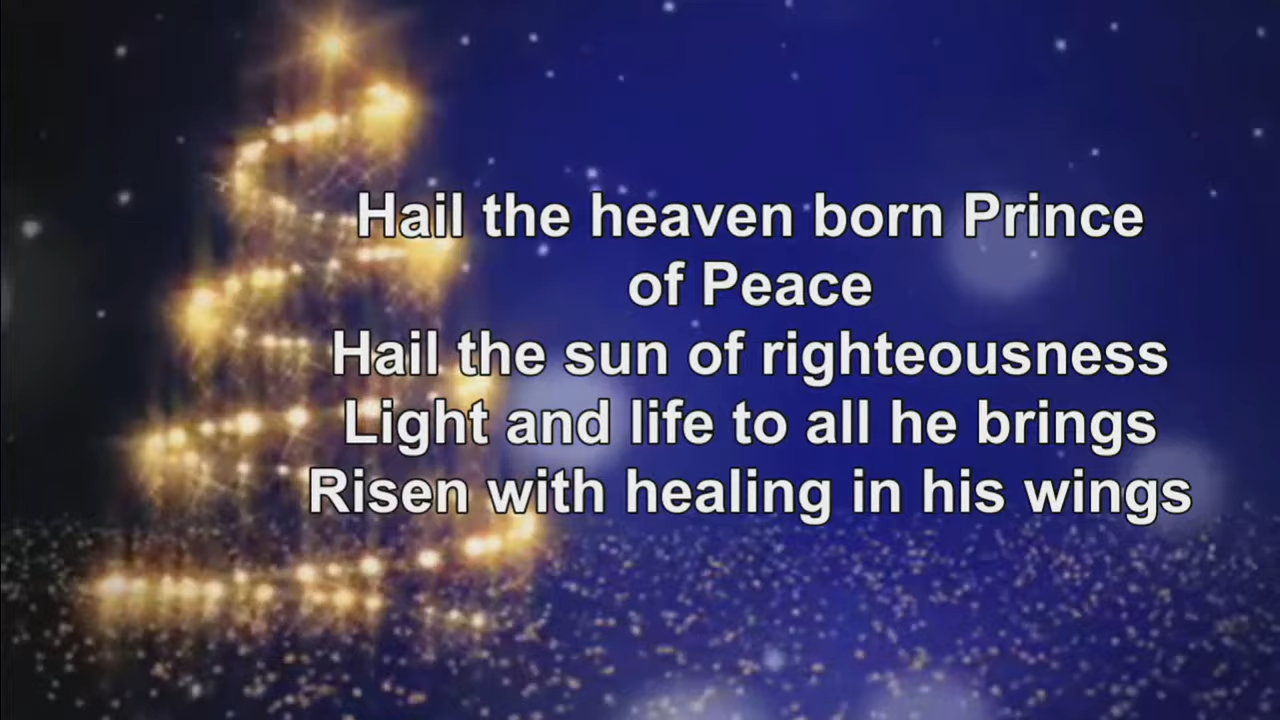 Hail the heaven born Prince
of Peace
Hail the sun of righteousness
Light and life to all he brings
Risen with healing in his wings